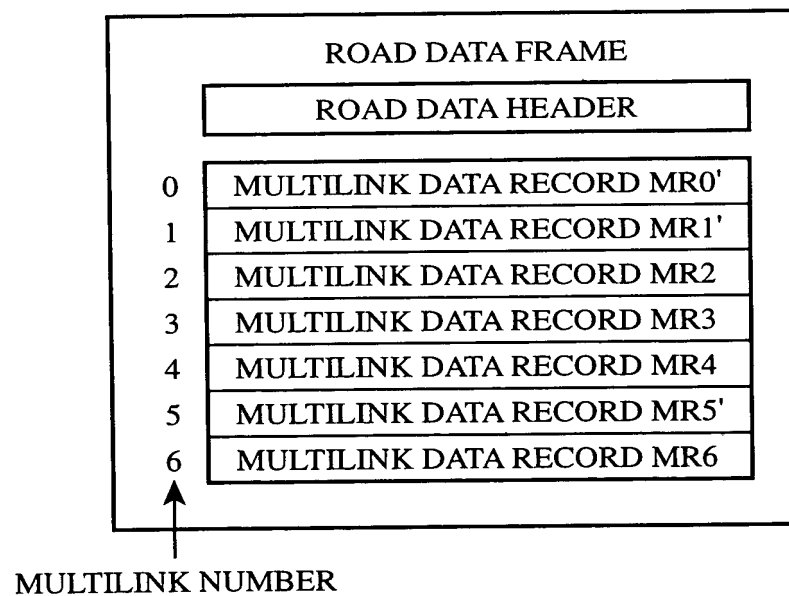 ROAD DATA FRAME
ROAD DATA HEADER
0 MULTILINK DATA RECORD MR0'
1 MULTILINK DATA RECORD MR1'
2 MULTILINK DATA RECORD MR2
3 MULTILINK DATA RECORD MR3
4 MULTILINK DATA RECORD MR4
5 MULTILINK DATA RECORD MR5'
6 MULTILINK DATA RECORD MR6
MULTILINK NUMBER